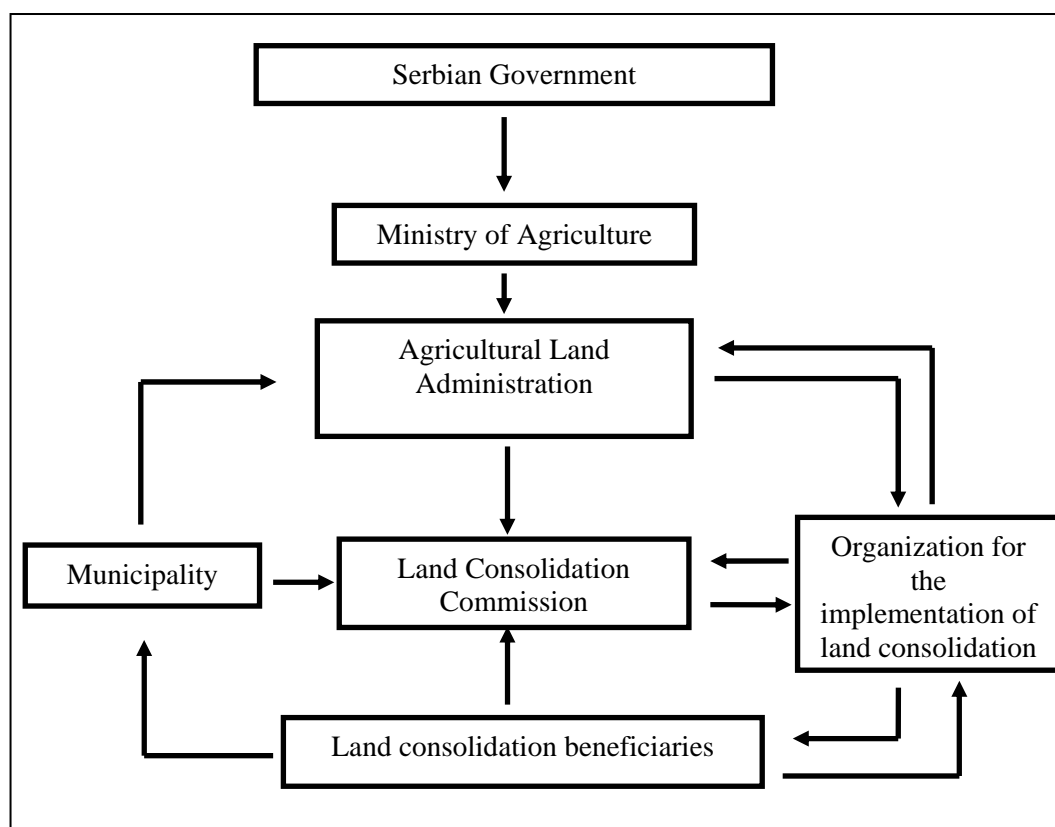 Serbian Government
Ministry of Agriculture
Agricultural Land
Administration
Municipality
Land Consolidation
Commission
Organization for
the
implementation of
land consolidation
Land consolidation beneficiaries